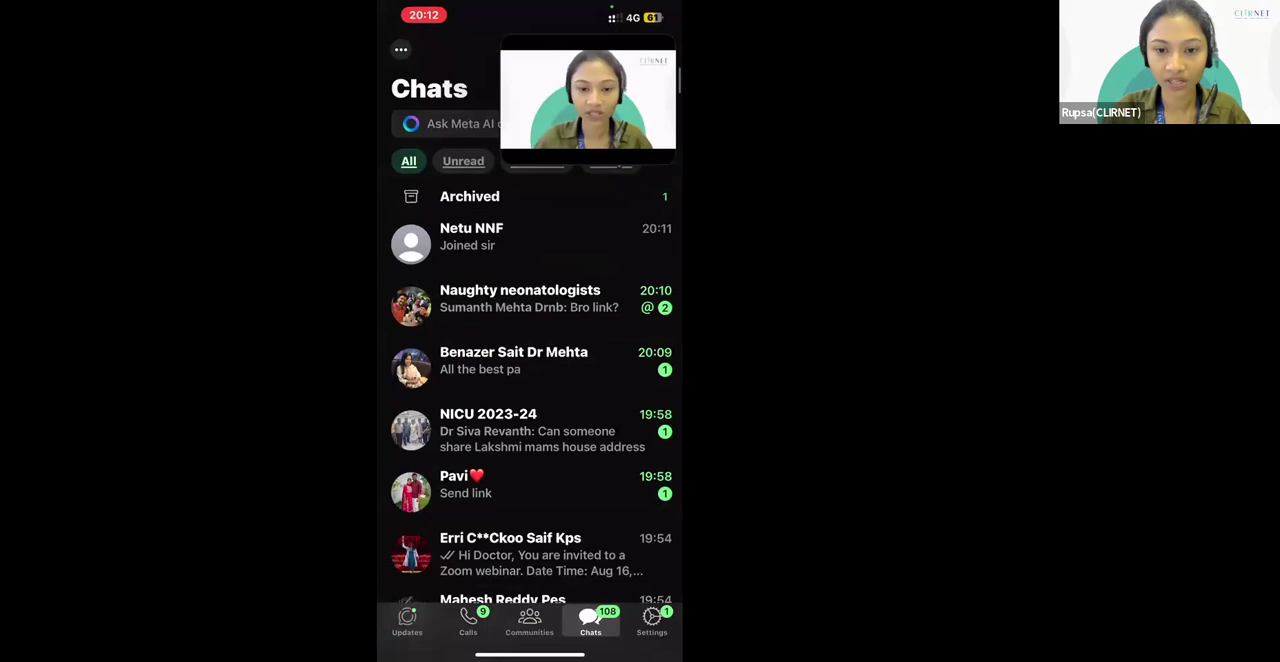 20:12
4G 61
CLIRNET
CLIRNET
Rupsa(CLIRNET)
Chats
Ask Meta AI
All
Unread
Archived 1
Netu NNF 20:11
Joined sir
Naughty neonatologists 20:10
Sumanth Mehta Drnb: Bro link? @ 2
Benazer Sait Dr Mehta 20:09
All the best pa 1
NICU 2023-24 19:58
Dr Siva Revanth: Can someone 1
share Lakshmi mams house address
Pavi❤️ 19:58
Send link 1
Erri C**Ckoo Saif Kps 19:54
Hi Doctor, You are invited to a
Zoom webinar. Date Time: Aug 16,...
Mahesh Reddy Pes 19:54
9 108 1
Updates Calls Communities Chats Settings